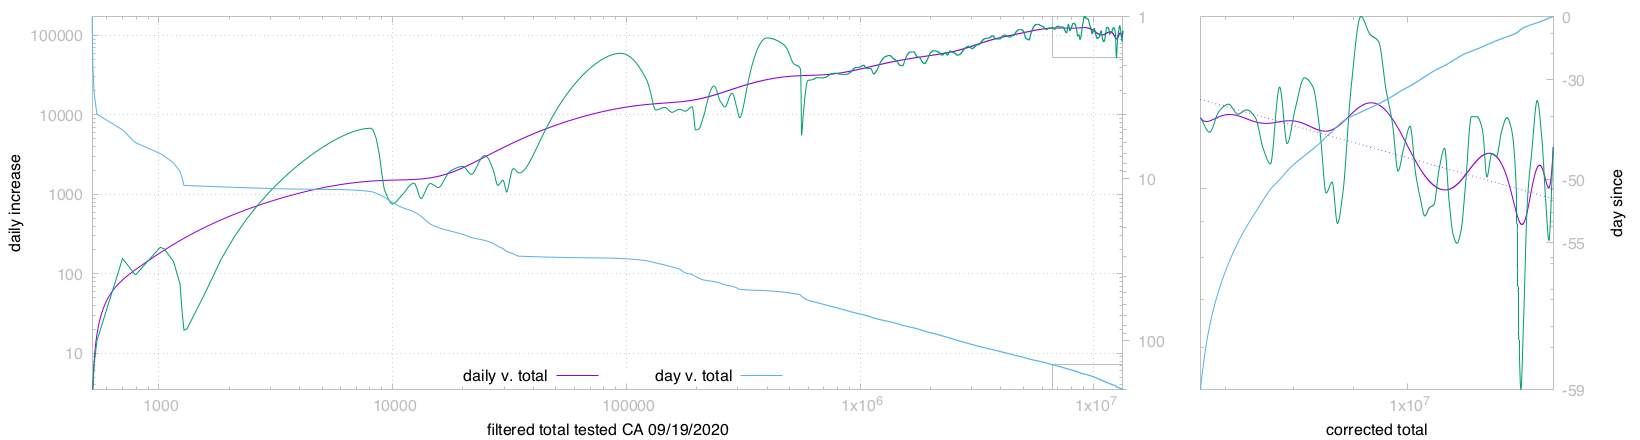 100000
10000
1000
100
10
daily increase
1000
10000
100000
1x10^6
1x10^7
filtered total tested CA 09/19/2020
daily v. total
day v. total
1
10
100
0
-30
-50
-55
-59
day since
1x10^7
corrected total